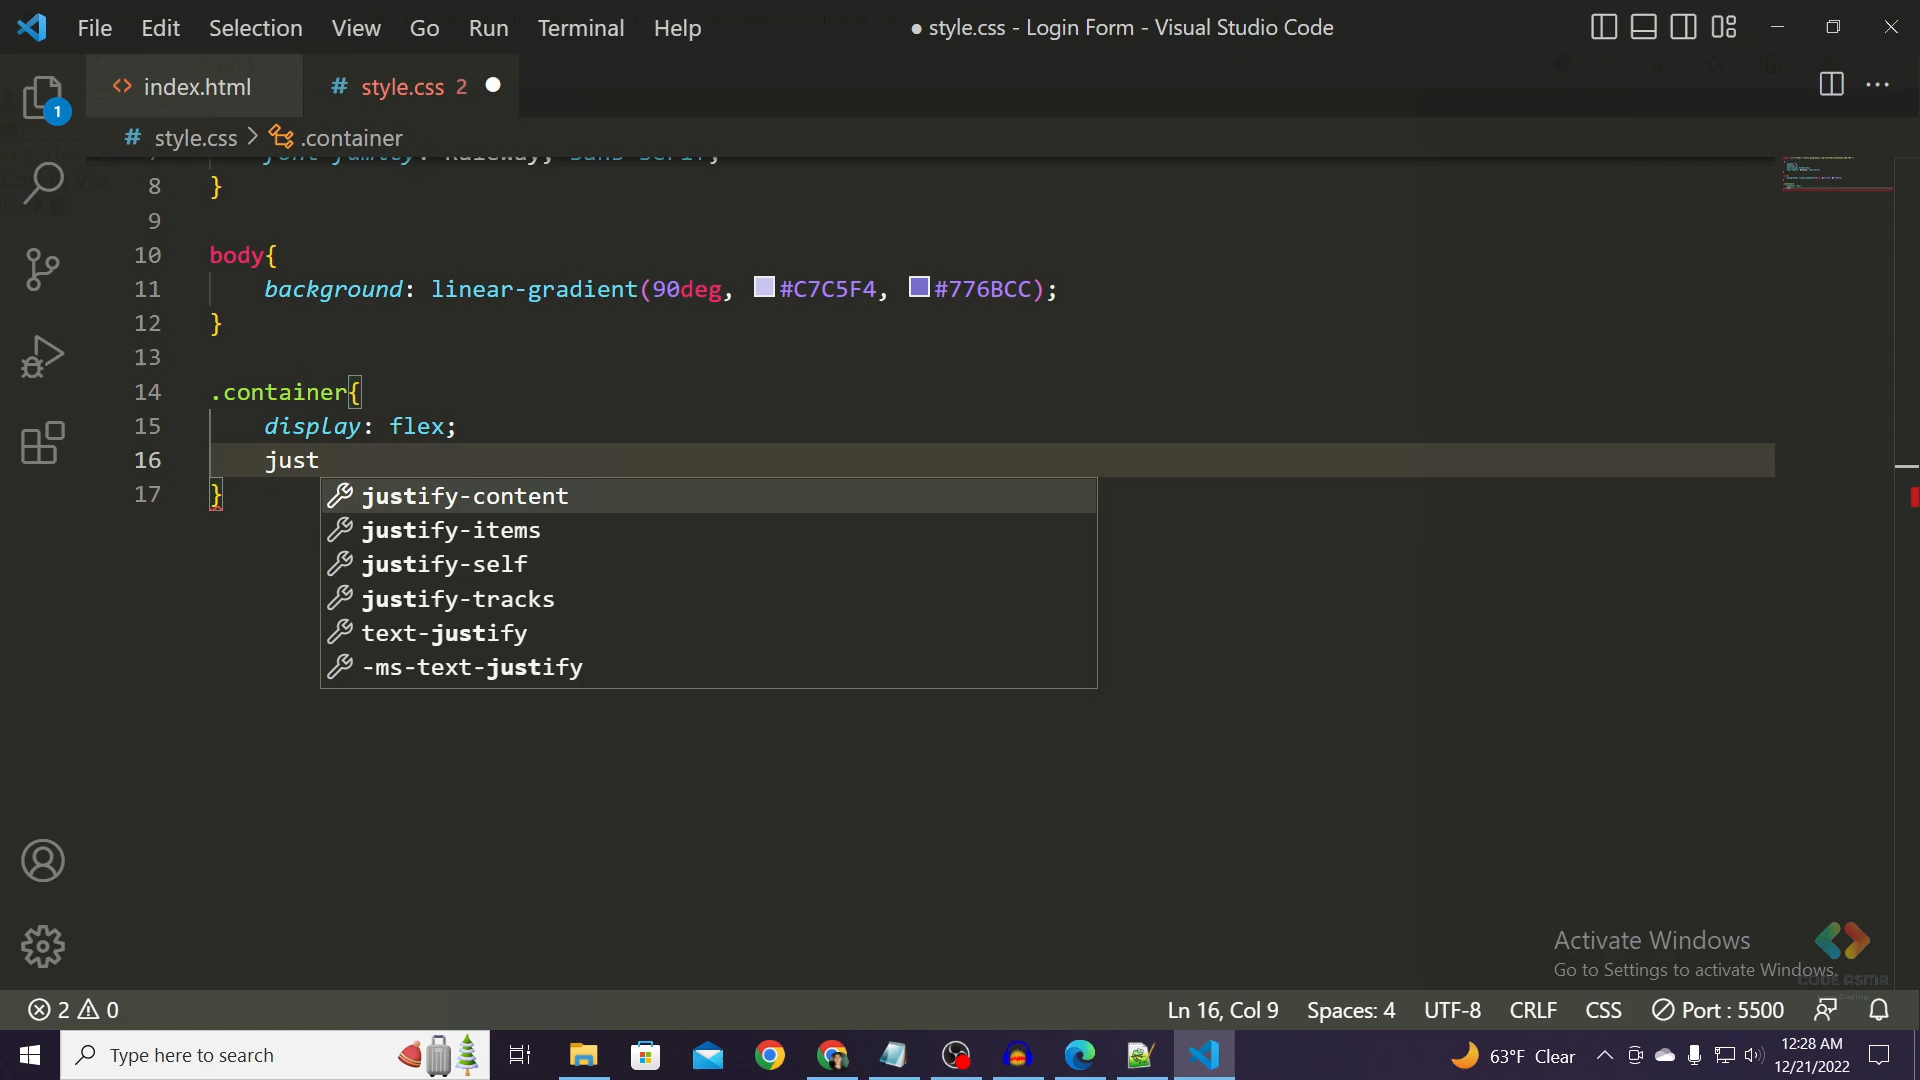 File Edit Selection View Go Run Terminal Help
● style.css - Login Form - Visual Studio Code
1
<> index.html
# style.css 2 ●
# style.css > .container
8 }
9
10 body{
11 background: linear-gradient(90deg, #C7C5F4, #776BCC);
12 }
13
14 .container{
15 display: flex;
16 just
17 }
justify-content
justify-items
justify-self
justify-tracks
text-justify
-ms-text-justify
Activate Windows
Go to Settings to activate Windows.
CODE ASMR
2 0
Ln 16, Col 9 Spaces: 4 UTF-8 CRLF CSS Port : 5500
Type here to search
63°F Clear
12:28 AM
12/21/2022